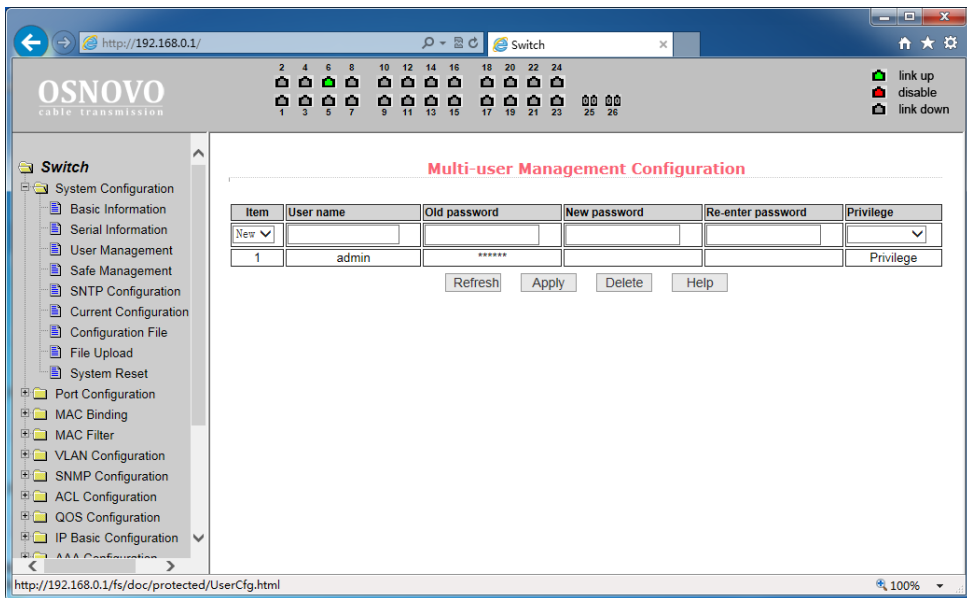 http://192.168.0.1/
Switch
OSNOVO
cable transmission
2 4 6 8 10 12 14 16 18 20 22 24
1 3 5 7 9 11 13 15 17 19 21 23 25 26
link up
disable
link down
Switch
System Configuration
Basic Information
Serial Information
User Management
Safe Management
SNTP Configuration
Current Configuration
Configuration File
File Upload
System Reset
Port Configuration
MAC Binding
MAC Filter
VLAN Configuration
SNMP Configuration
ACL Configuration
QOS Configuration
IP Basic Configuration
AAA Configuration
Multi-user Management Configuration
Item User name Old password New password Re-enter password Privilege
New
1 admin ****** Privilege
Refresh Apply Delete Help
http://192.168.0.1/fs/doc/protected/UserCfg.html
100%